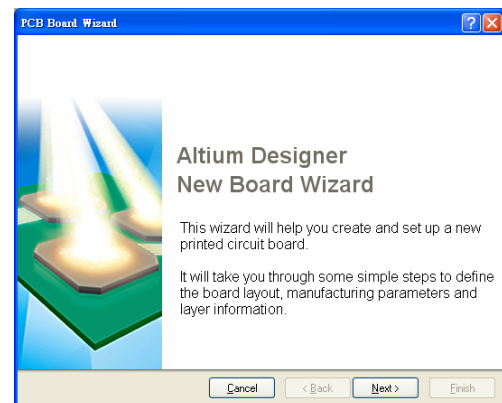 PCB Board Wizard
Altium Designer
New Board Wizard
This wizard will help you create and set up a new
printed circuit board.
It will take you through some simple steps to define
the board layout, manufacturing parameters and
layer information.
Cancel
< Back
Next >
Finish